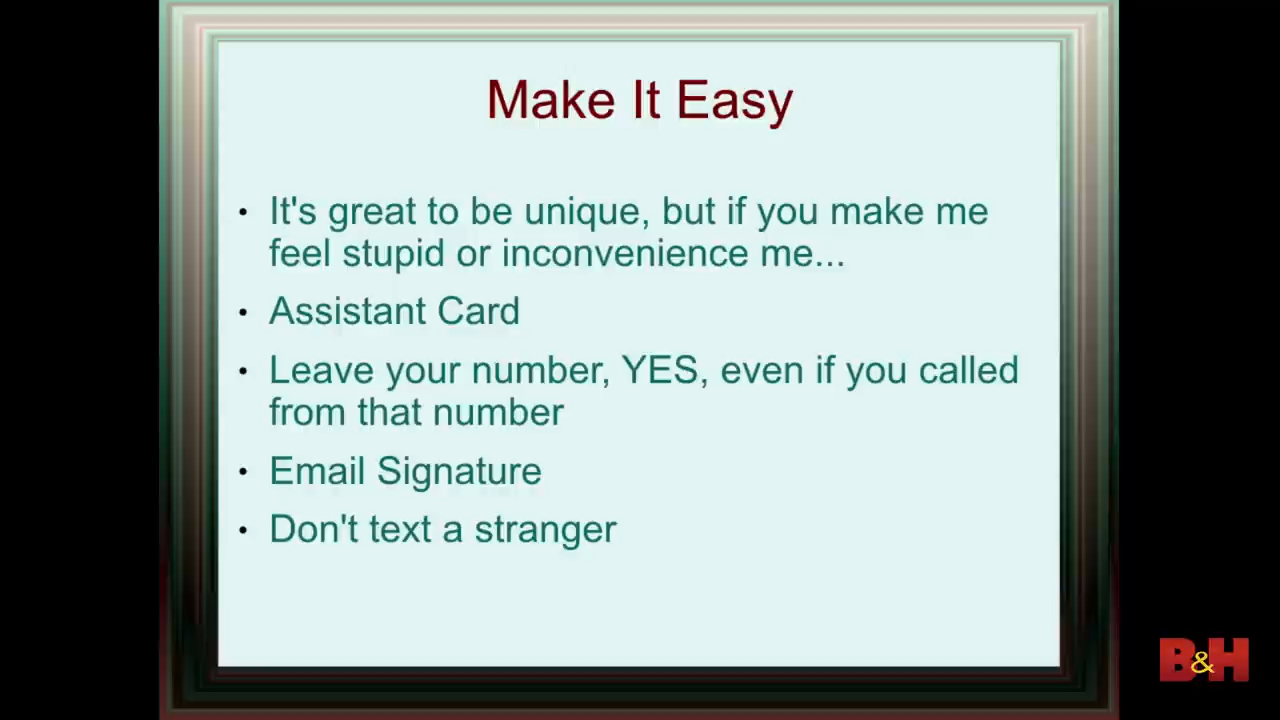 Make It Easy
• It's great to be unique, but if you make me
feel stupid or inconvenience me...
• Assistant Card
• Leave your number, YES, even if you called
from that number
• Email Signature
• Don't text a stranger
B&H